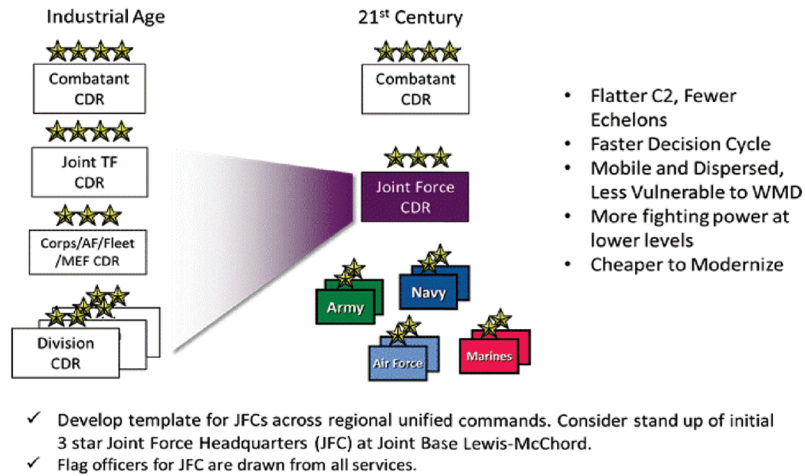 Industrial Age
Combatant
CDR
Joint TF
CDR
Corps/AF/Fleet
/MEF CDR
Division
CDR
21st Century
Combatant
CDR
Joint Force
CDR
Army
Navy
Air Force
Marines
• Flatter C2, Fewer
Echelons
• Faster Decision Cycle
• Mobile and Dispersed,
Less Vulnerable to WMD
• More fighting power at
lower levels
• Cheaper to Modernize
✓ Develop template for JFCs across regional unified commands. Consider stand up of initial
3 star Joint Force Headquarters (JFC) at Joint Base Lewis-McChord.
✓ Flag officers for JFC are drawn from all services.